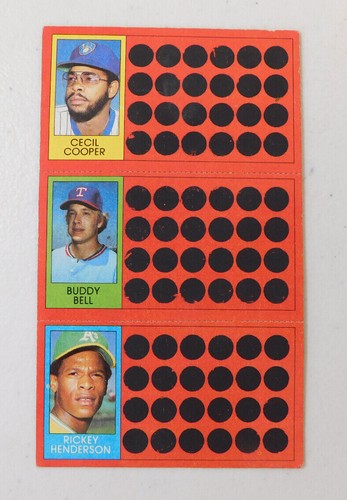 CECIL
COOPER
T
BUDDY
BELL
A's
RICKEY
HENDERSON